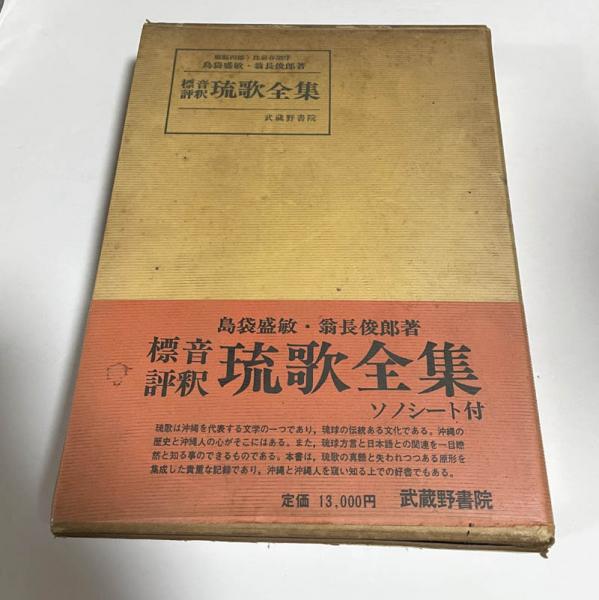 島袋盛敏・翁長俊郎著
標音
評釈
琉歌全集
武蔵野書院
島袋盛敏・翁長俊郎著
標音
評釈
琉歌全集
ソノシート付
琉歌は沖縄を代表する文学の一つであり,琉球の伝統ある文化である。沖縄の
歴史と沖縄人の心がそこにはある。また,琉球方言と日本語との関連を一目瞭
然と知る事のできるものである。本書は,琉歌の真髄と失われつつある原形を
集成した貴重な記録であり,沖縄と沖縄人を窺い知る上での好書でもある。
定価 13,000円 武蔵野書院